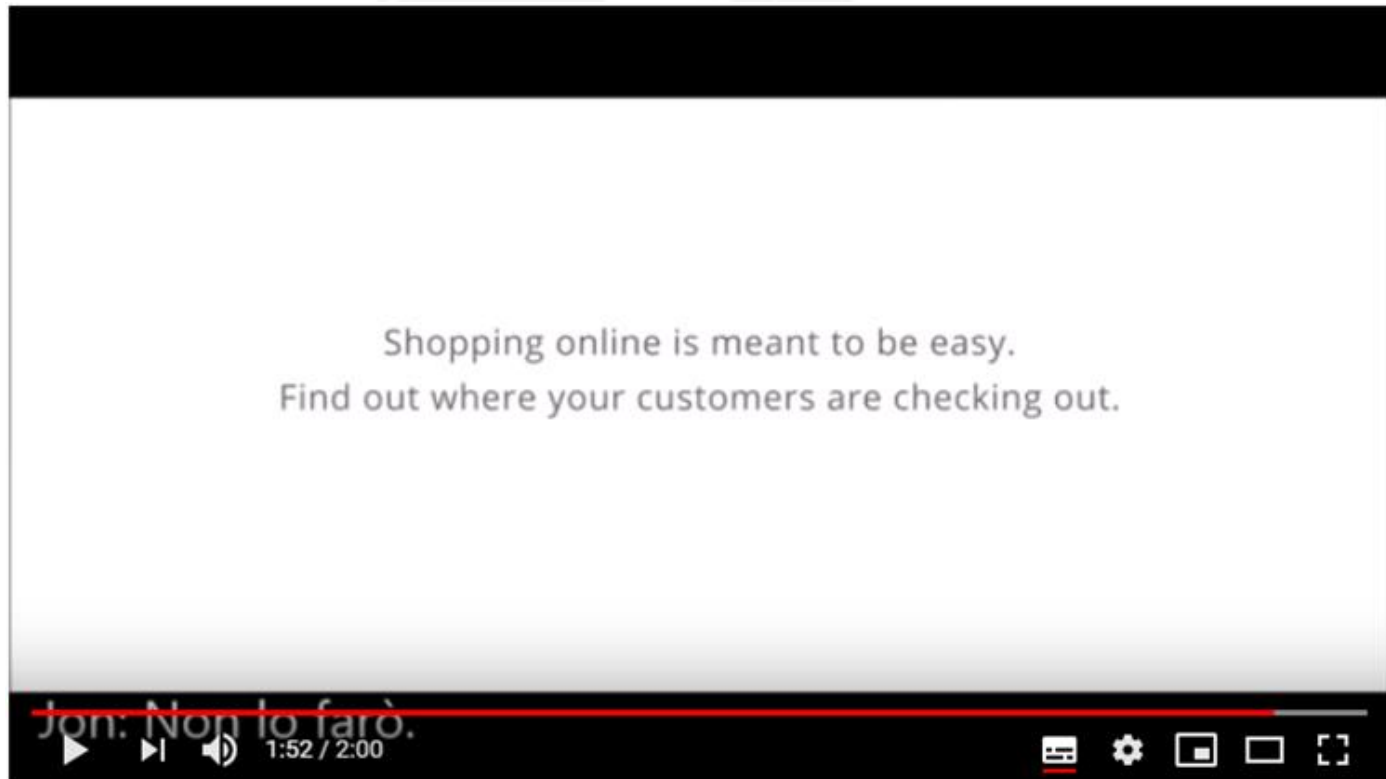 Shopping online is meant to be easy.
Find out where your customers are checking out.
Jon: Non lo farò.
1:52 / 2:00